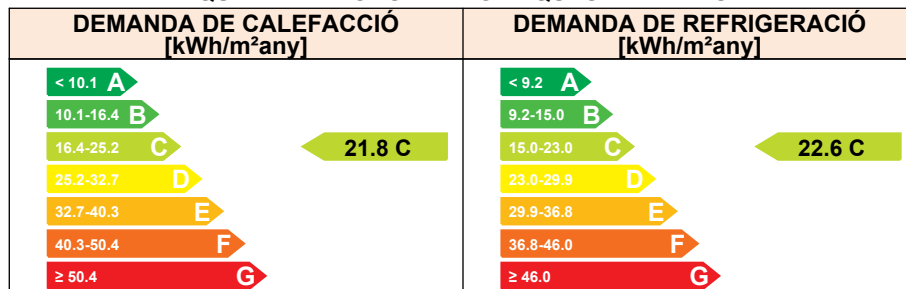 DEMANDA DE CALEFACCIÓ
[kWh/m²any]
< 10.1 A
10.1-16.4 B
16.4-25.2 C
21.8 C
25.2-32.7 D
32.7-40.3 E
40.3-50.4 F
≥ 50.4 G
DEMANDA DE REFRIGERACIÓ
[kWh/m²any]
< 9.2 A
9.2-15.0 B
15.0-23.0 C
22.6 C
23.0-29.9 D
29.9-36.8 E
36.8-46.0 F
≥ 46.0 G